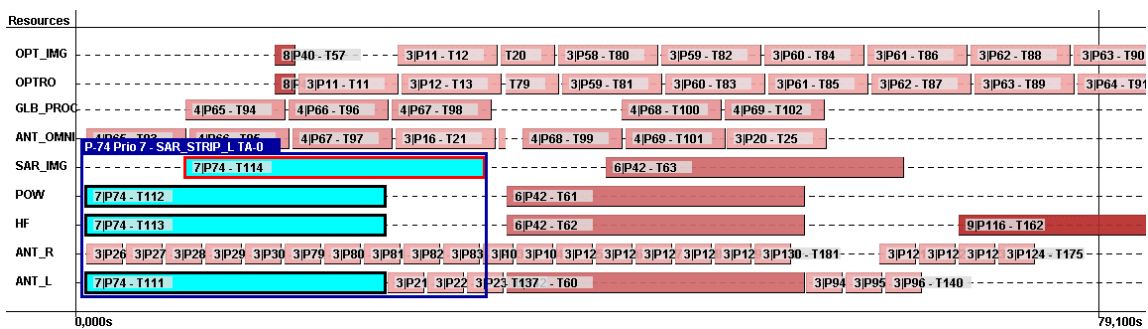 Resources
OPT_IMG 8|P40 - T57 3|P11 - T12 T20 3|P58 - T80 3|P59 - T82 3|P60 - T84 3|P61 - T86 3|P62 - T88 3|P63 - T90
OPTRO 3|P11 - T11 3|P12 - T13 T79 3|P59 - T81 3|P60 - T83 3|P61 - T85 3|P62 - T87 3|P63 - T89 3|P64 - T91
GLB_PROC 4|P65 - T94 4|P66 - T96 4|P67 - T98 4|P68 - T100 4|P69 - T102
ANT_OMNI 4|P65 - T93 4|P66 - T95 4|P67 - T97 3|P16 - T21 4|P68 - T99 4|P69 - T101 3|P20 - T25
P-74 Prio 7 - SAR_STRIP_L TA-0
SAR_IMG 7|P74 - T114 6|P42 - T63
POW 7|P74 - T112 6|P42 - T61
HF 7|P74 - T113 6|P42 - T62 9|P116 - T162
ANT_R 3|P26 3|P27 3|P28 3|P29 3|P30 3|P79 3|P80 3|P81 3|P82 3|P83 3|P10 3|P12 3|P12 3|P12 3|P12 3|P12 3|P130 - T181 3|P12 3|P12 3|P12 3|P124 - T175
ANT_L 7|P74 - T111 3|P21 3|P22 3|P23 - T137 - T60 3|P94 3|P95 3|P96 - T140
0,000s 79,100s